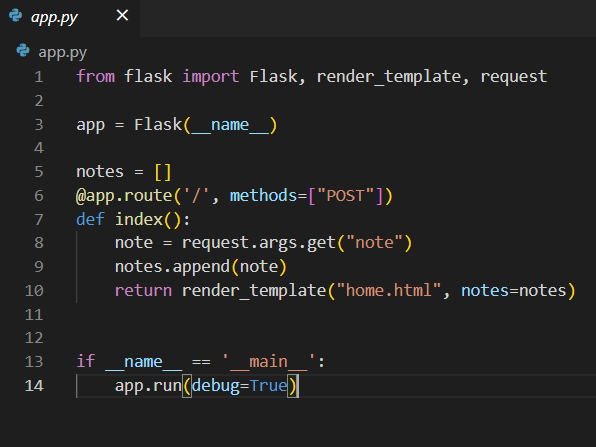 app.py ×
app.py
1 from flask import Flask, render_template, request
2
3 app = Flask(__name__)
4
5 notes = []
6 @app.route('/', methods=["POST"])
7 def index():
8     note = request.args.get("note")
9     notes.append(note)
10     return render_template("home.html", notes=notes)
11
12
13 if __name__ == '__main__':
14     app.run(debug=True)